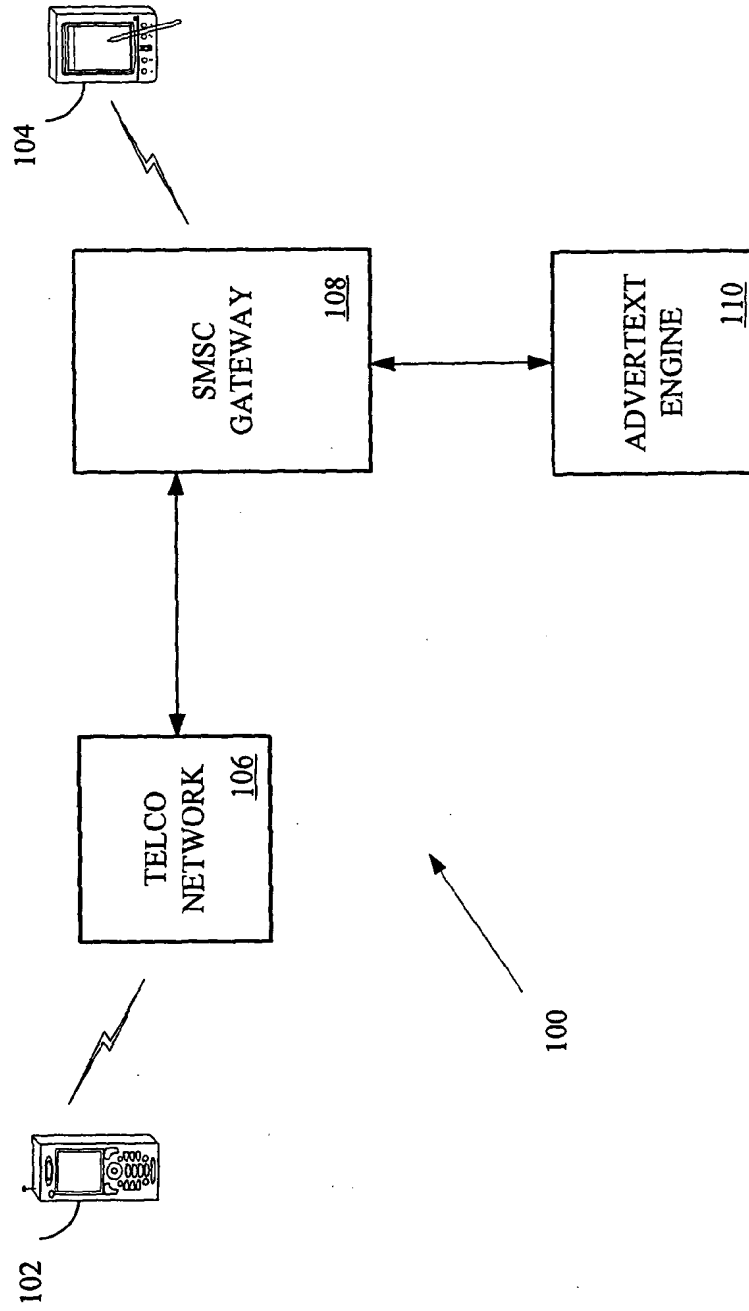 102
104
TELCO
NETWORK
106
SMSC
GATEWAY
108
ADVERTEXT
ENGINE
110
100